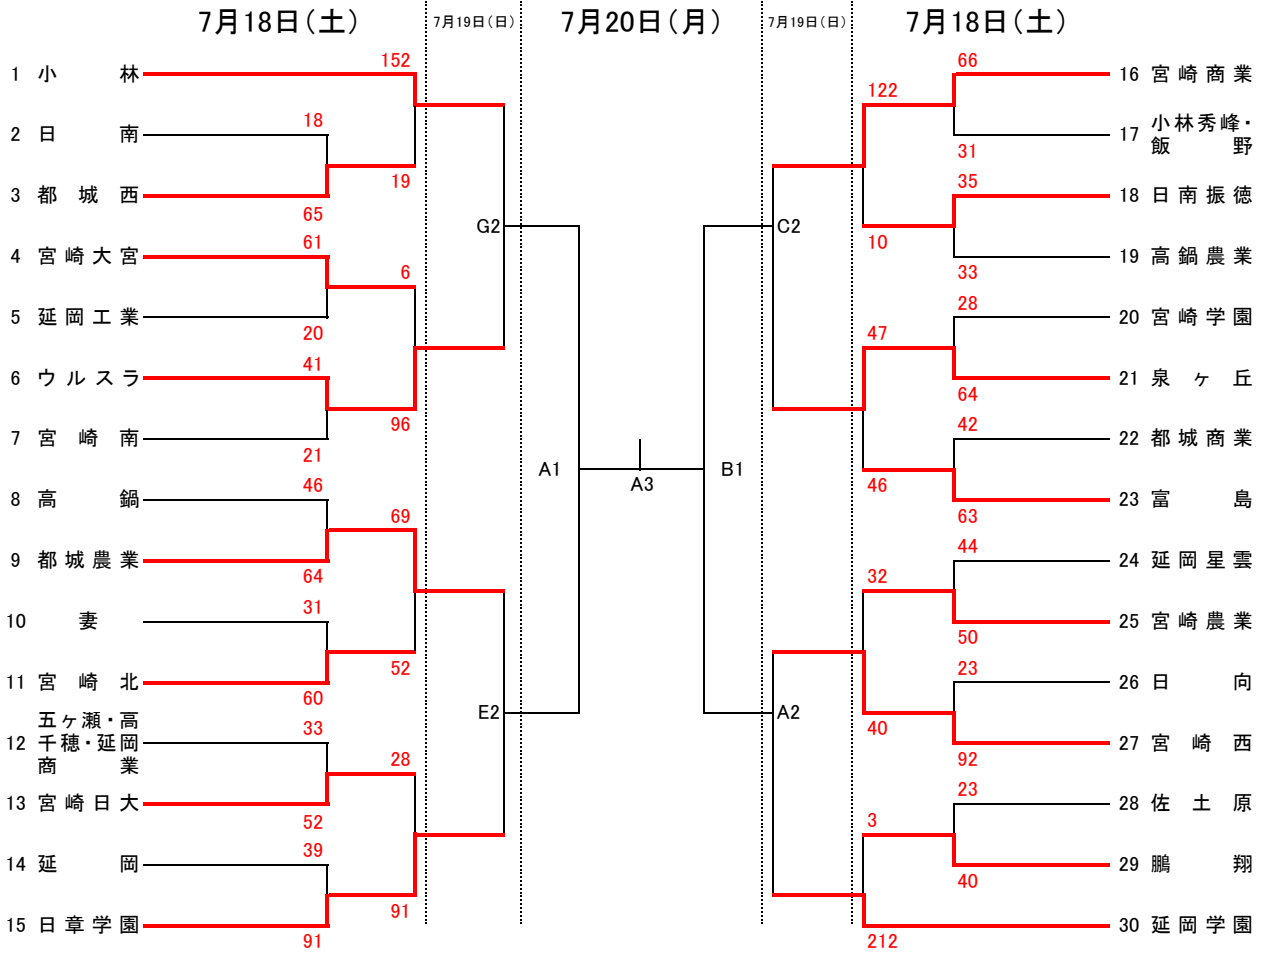 7月18日(土)
7月19日(日)
7月20日(月)
7月19日(日)
7月18日(土)
1 小林
152
2 日南
18
3 都城西
65
19
4 宮崎大宮
61
6
5 延岡工業
20
6 ウルスラ
41
96
7 宮崎南
21
8 高鍋
46
69
9 都城農業
64
10 妻
31
11 宮崎北
60
52
12 五ヶ瀬・高
千穂・延岡
商業
33
13 宮崎日大
52
28
14 延岡
39
15 日章学園
91
91
G2
E2
A1
A3
B1
C2
A2
66
16 宮崎商業
122
17 小林秀峰・
飯野
31
35
18 日南振徳
10
19 高鍋農業
33
28
20 宮崎学園
47
21 泉ヶ丘
64
42
22 都城商業
46
23 富島
63
44
24 延岡星雲
32
25 宮崎農業
50
23
26 日向
40
27 宮崎西
92
23
28 佐土原
3
29 鵬翔
40
30 延岡学園
212